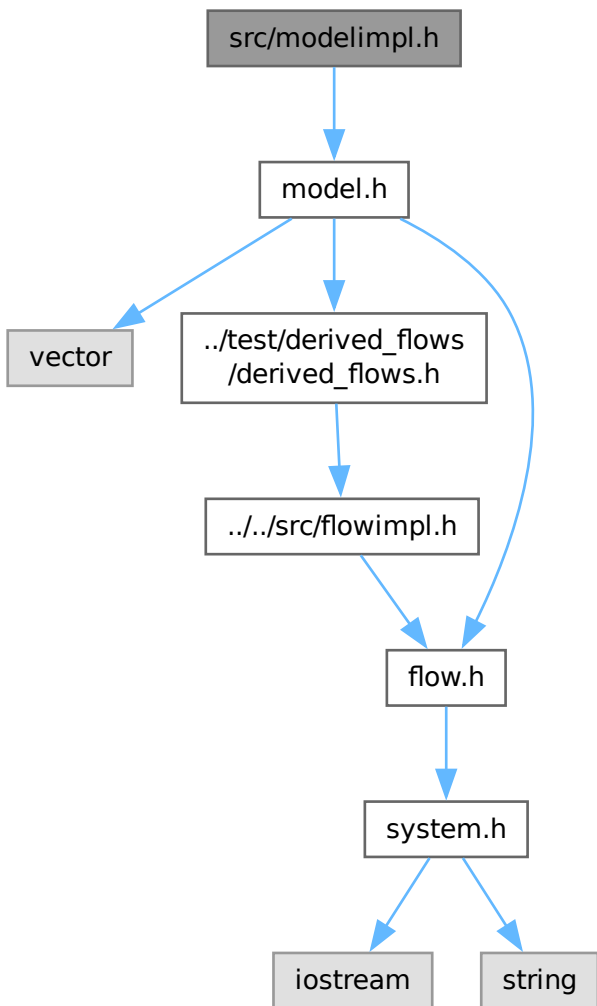 src/modelimpl.h
model.h
vector
../test/derived_flows
/derived_flows.h
../../src/flowimpl.h
flow.h
system.h
iostream
string